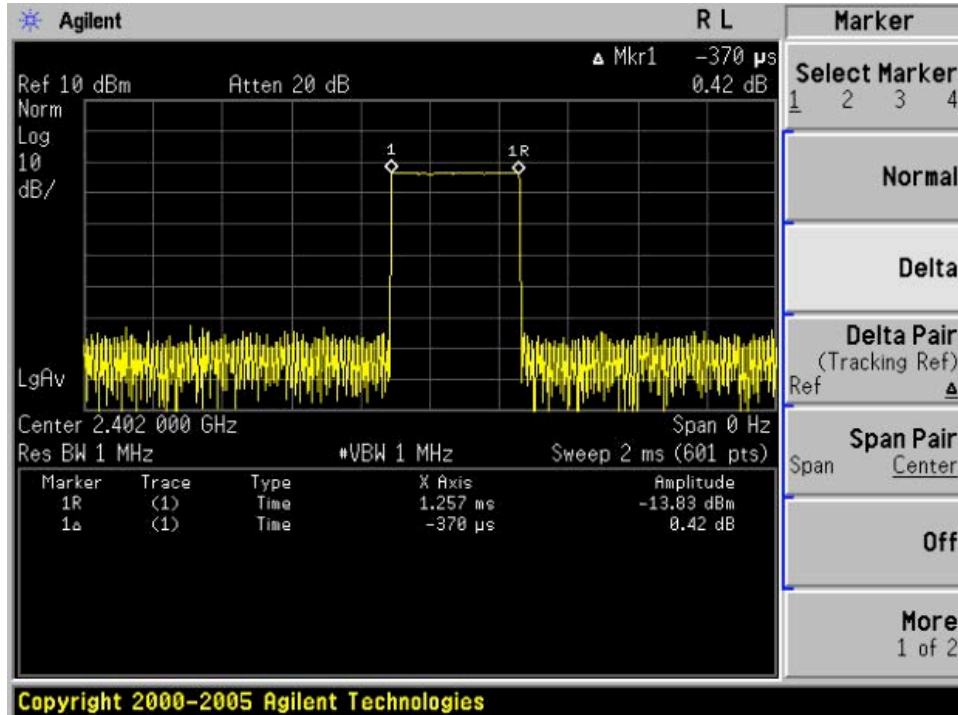 Agilent R L
Δ Mkr1 -370 µs
Ref 10 dBm Atten 20 dB 0.42 dB
Norm
Log
10
dB/
1 1R
LgAv
Center 2.402 000 GHz Span 0 Hz
Res BW 1 MHz #VBW 1 MHz Sweep 2 ms (601 pts)
Marker Trace Type X Axis Amplitude
1R (1) Time 1.257 ms -13.83 dBm
1Δ (1) Time -370 µs 0.42 dB
Copyright 2000-2005 Agilent Technologies
Marker
Select Marker
1 2 3 4
Normal
Delta
Delta Pair
(Tracking Ref)
Ref Δ
Span Pair
Span Center
Off
More
1 of 2